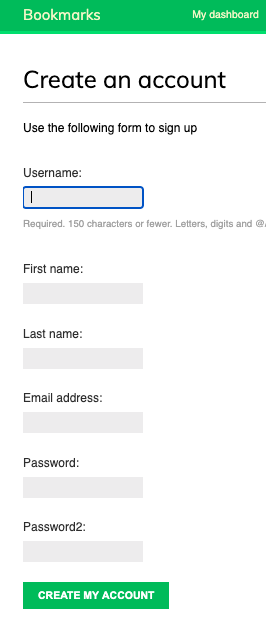 Bookmarks
My dashboard
Create an account
Use the following form to sign up
Username:
Required. 150 characters or fewer. Letters, digits and @
First name:
Last name:
Email address:
Password:
Password2:
CREATE MY ACCOUNT